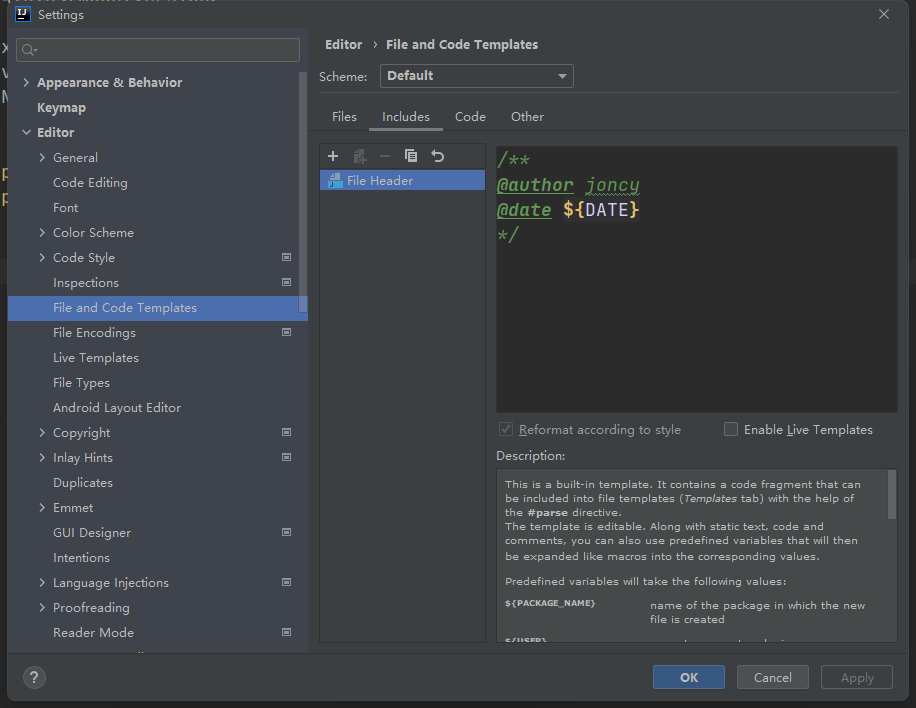 Settings
Appearance & Behavior
Keymap
Editor
General
Code Editing
Font
Color Scheme
Code Style
Inspections
File and Code Templates
File Encodings
Live Templates
File Types
Android Layout Editor
Copyright
Inlay Hints
Duplicates
Emmet
GUI Designer
Intentions
Language Injections
Proofreading
Reader Mode
Editor › File and Code Templates
Scheme: Default
Files Includes Code Other
File Header
/**
@author joncy
@date ${DATE}
*/
Reformat according to style Enable Live Templates
Description:
This is a built-in template. It contains a code fragment that can
be included into file templates (Templates tab) with the help of
the #parse directive.
The template is editable. Along with static text, code and
comments, you can also use predefined variables that will then
be expanded like macros into the corresponding values.
Predefined variables will take the following values:
${PACKAGE_NAME} name of the package in which the new
file is created
${USER}
? OK Cancel Apply